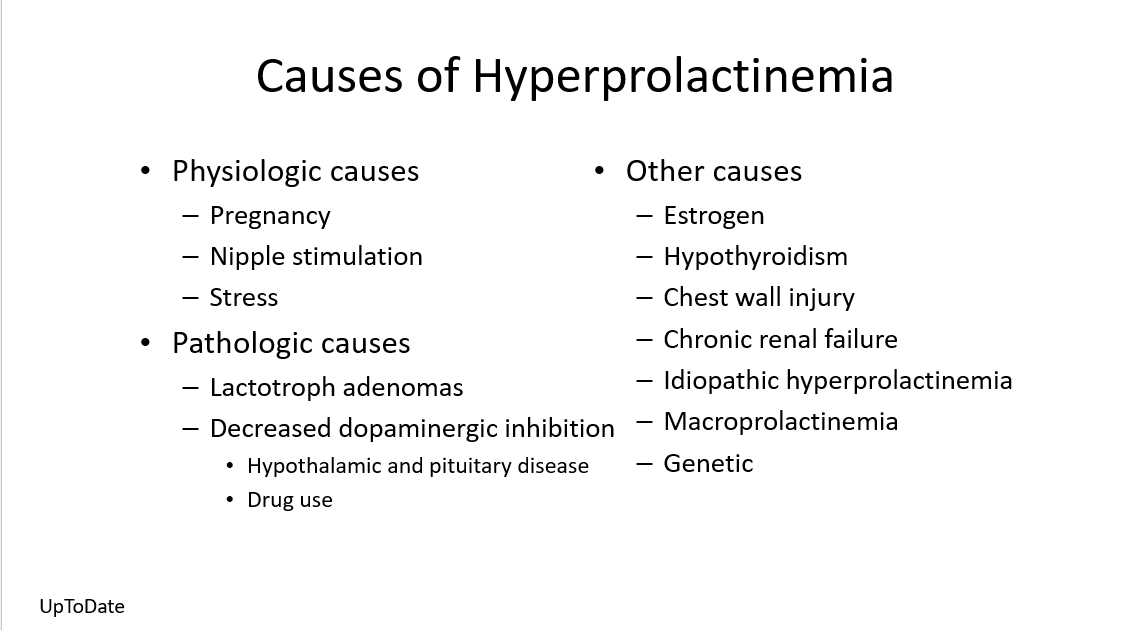 Causes of Hyperprolactinemia
• Physiologic causes
– Pregnancy
– Nipple stimulation
– Stress
• Pathologic causes
– Lactotroph adenomas
– Decreased dopaminergic inhibition
• Hypothalamic and pituitary disease
• Drug use
• Other causes
– Estrogen
– Hypothyroidism
– Chest wall injury
– Chronic renal failure
– Idiopathic hyperprolactinemia
– Macroprolactinemia
– Genetic
UpToDate